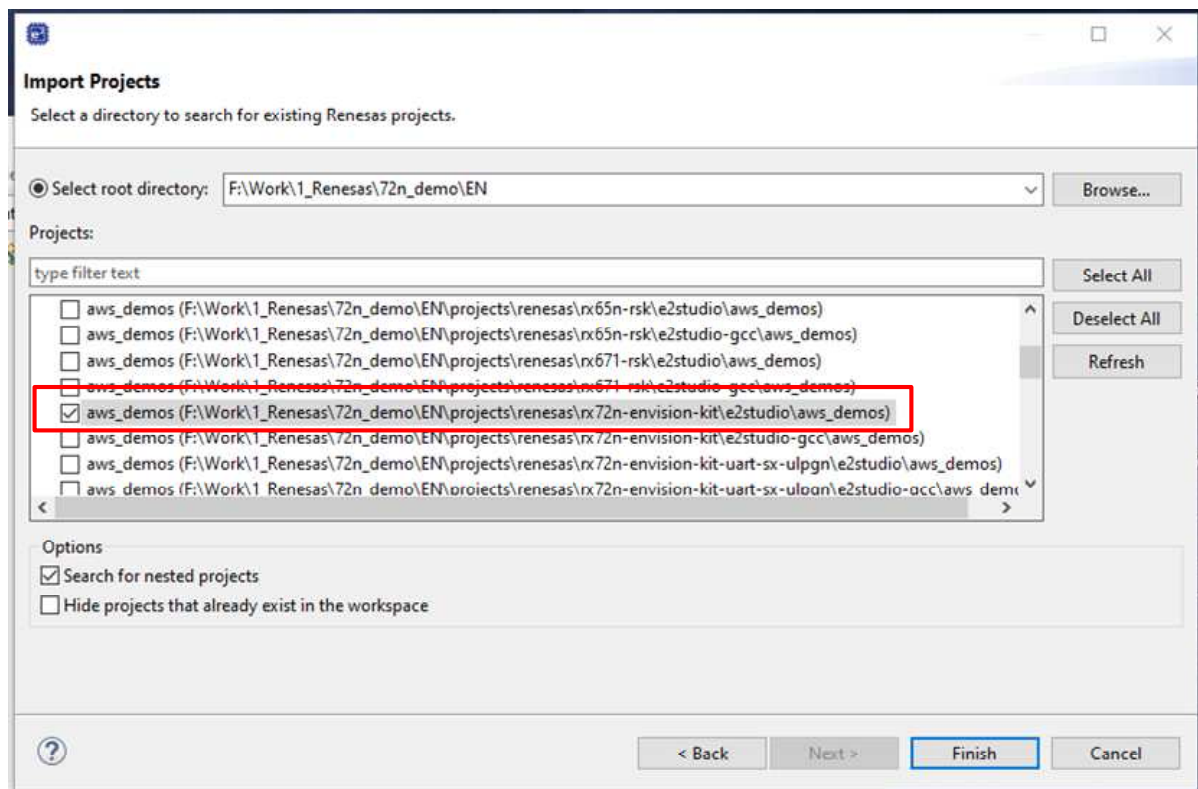 Import Projects
Select a directory to search for existing Renesas projects.
Select root directory: F:\Work\1_Renesas\72n_demo\EN Browse...
Projects:
type filter text Select All
aws_demos (F:\Work\1_Renesas\72n_demo\EN\projects\renesas\rx65n-rsk\e2studio\aws_demos)
Deselect All
aws_demos (F:\Work\1_Renesas\72n_demo\EN\projects\renesas\rx65n-rsk\e2studio-gcc\aws_demos)
aws_demos (F:\Work\1_Renesas\72n_demo\EN\projects\renesas\rx671-rsk\e2studio\aws_demos) Refresh
aws_demos (F:\Work\1_Renesas\72n_demo\EN\projects\renesas\rx671-rsk\e2studio-gcc\aws_demos)
aws_demos (F:\Work\1_Renesas\72n_demo\EN\projects\renesas\rx72n-envision-kit\e2studio\aws_demos)
aws_demos (F:\Work\1_Renesas\72n_demo\EN\projects\renesas\rx72n-envision-kit\e2studio-gcc\aws_demos)
aws_demos (F:\Work\1_Renesas\72n_demo\EN\projects\renesas\rx72n-envision-kit-uart-sx-ulpgn\e2studio\aws_demos)
aws_demos (F:\Work\1_Renesas\72n_demo\EN\projects\renesas\rx72n-envision-kit-uart-sx-ulpgn\e2studio-gcc\aws_demo
Options
Search for nested projects
Hide projects that already exist in the workspace
< Back Next > Finish Cancel